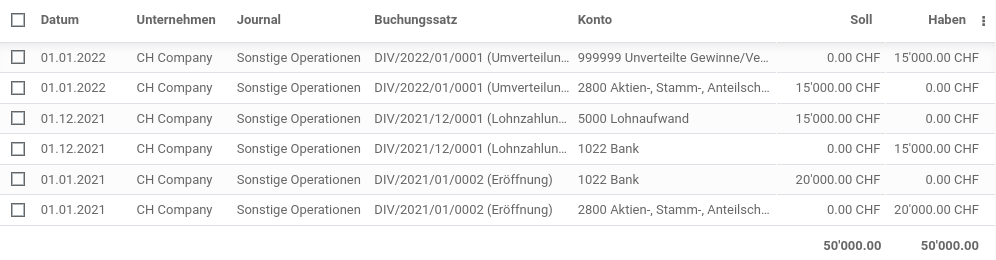 Datum Unternehmen Journal Buchungssatz Konto Soll Haben
01.01.2022 CH Company Sonstige Operationen DIV/2022/01/0001 (Umverteilun... 999999 Unverteilte Gewinne/Ve... 0.00 CHF 15'000.00 CHF
01.01.2022 CH Company Sonstige Operationen DIV/2022/01/0001 (Umverteilun... 2800 Aktien-, Stamm-, Anteilsch... 15'000.00 CHF 0.00 CHF
01.12.2021 CH Company Sonstige Operationen DIV/2021/12/0001 (Lohnzahlun... 5000 Lohnaufwand 15'000.00 CHF 0.00 CHF
01.12.2021 CH Company Sonstige Operationen DIV/2021/12/0001 (Lohnzahlun... 1022 Bank 0.00 CHF 15'000.00 CHF
01.01.2021 CH Company Sonstige Operationen DIV/2021/01/0002 (Eröffnung) 1022 Bank 20'000.00 CHF 0.00 CHF
01.01.2021 CH Company Sonstige Operationen DIV/2021/01/0002 (Eröffnung) 2800 Aktien-, Stamm-, Anteilsch... 0.00 CHF 20'000.00 CHF
50'000.00 50'000.00